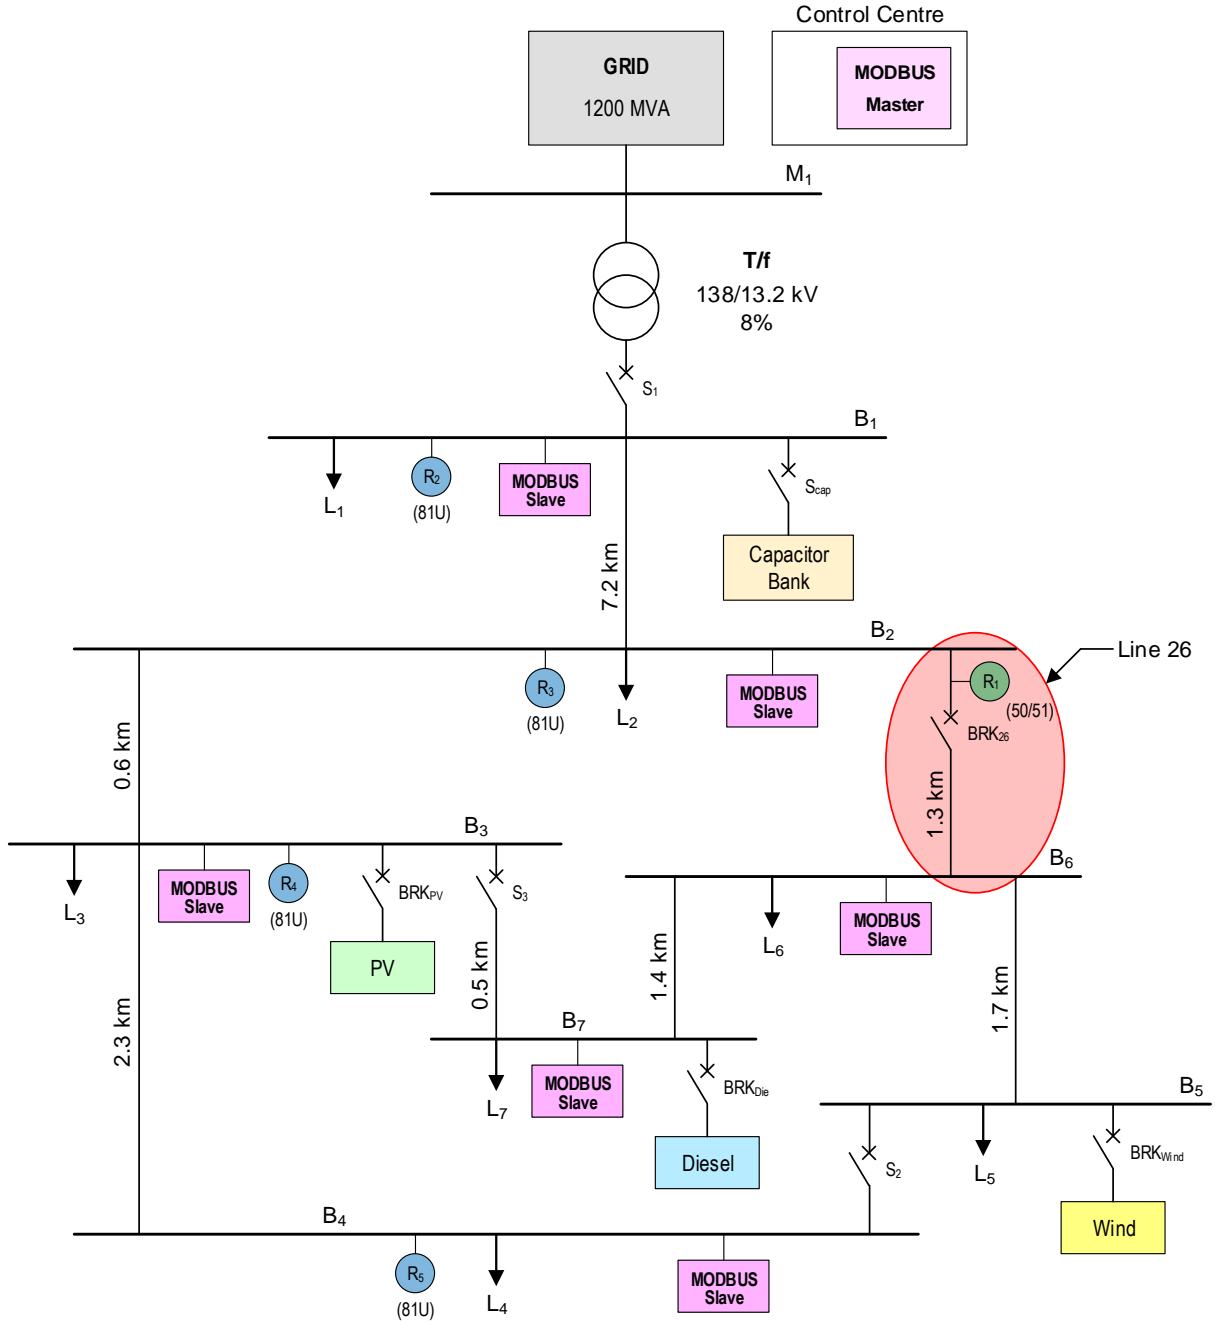 Control Centre
GRID
1200 MVA
MODBUS
Master
M₁
T/f
138/13.2 kV
8%
S₁
B₁
L₁
R₂
(81U)
MODBUS
Slave
S_cap
Capacitor
Bank
7.2 km
B₂
R₃
(81U)
L₂
MODBUS
Slave
R₁
(50/51)
BRK₂₆
Line 26
0.6 km
1.3 km
B₃
L₃
MODBUS
Slave
R₄
(81U)
BRK_PV
PV
S₃
0.5 km
B₆
L₆
MODBUS
Slave
1.4 km
1.7 km
2.3 km
B₇
L₇
MODBUS
Slave
BRK_Die
Diesel
B₅
S₂
L₅
BRK_Wind
Wind
B₄
R₅
(81U)
L₄
MODBUS
Slave